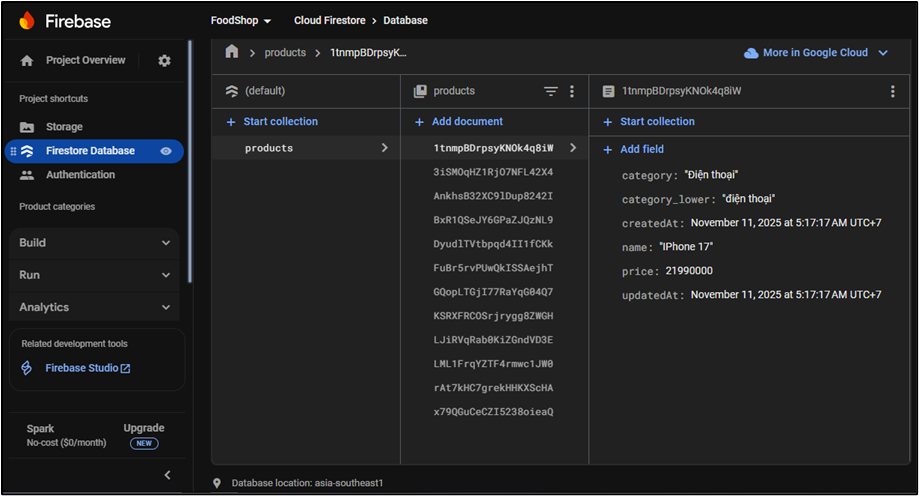 Firebase
FoodShop
Cloud Firestore
Database
Project Overview
products
1tnmpBDrpsyK...
More in Google Cloud
Project shortcuts
Storage
Firestore Database
Authentication
Product categories
Build
Run
Analytics
Related development tools
Firebase Studio
Spark
No-cost ($0/month)
Upgrade
NEW
(default)
Start collection
products
products
Add document
1tnmpBDrpsyKNOk4q8iW
3iSMOqHZ1RjO7NFL42X4
AnkhsB32XC9lDup8242I
BxR1QSeJY6GPaZJQzNL9
DyudlTVtbpqd4II1fCKk
FuBr5rvPUwQkISSAejhT
GQopLTGjI77RaYqG04Q7
KSRXFRCOSrjrygg8ZWGH
LJiRVqRab0KiZGndVD3E
LML1FrqYZTF4rmwc1JW0
rAt7kHC7grekHHKXScHA
x79QGuCeCZI5238oieaQ
1tnmpBDrpsyKNOk4q8iW
Start collection
Add field
category: "Điện thoại"
category_lower: "điện thoại"
createdAt: November 11, 2025 at 5:17:17 AM UTC+7
name: "IPhone 17"
price: 21990000
updatedAt: November 11, 2025 at 5:17:17 AM UTC+7
Database location: asia-southeast1